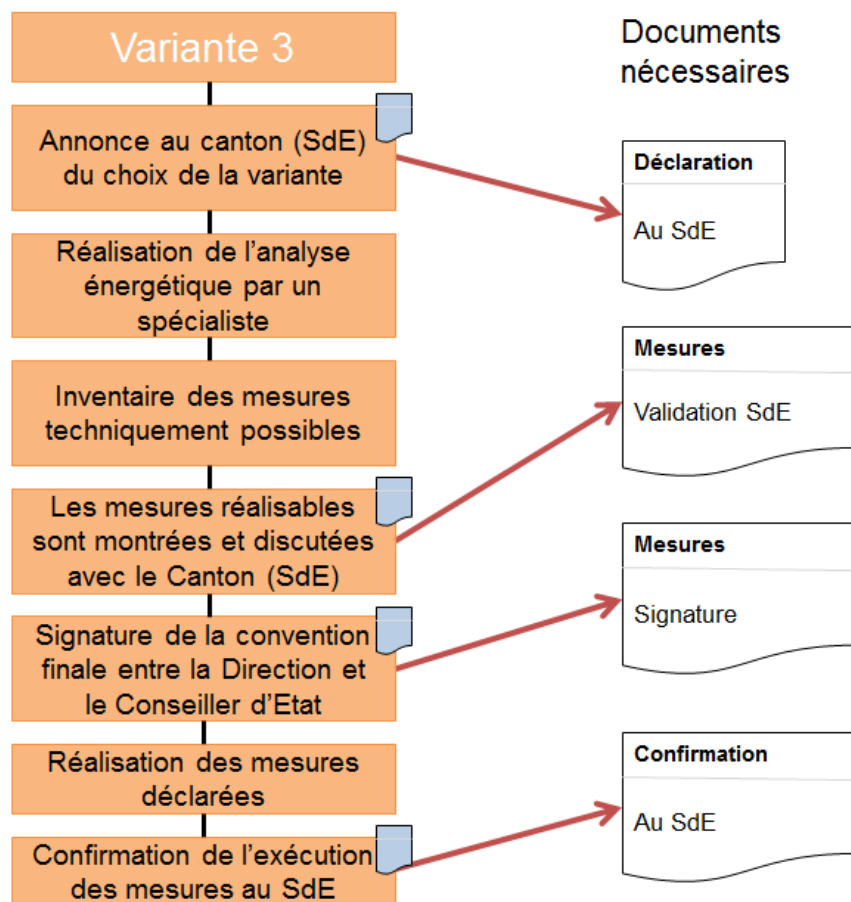 Variante 3
Annonce au canton (SdE)
du choix de la variante
Réalisation de l'analyse
énergétique par un
spécialiste
Inventaire des mesures
techniquement possibles
Les mesures réalisables
sont montrées et discutées
avec le Canton (SdE)
Signature de la convention
finale entre la Direction et
le Conseiller d'Etat
Réalisation des mesures
déclarées
Confirmation de l'exécution
des mesures au SdE
Documents
nécessaires
Déclaration
Au SdE
Mesures
Validation SdE
Mesures
Signature
Confirmation
Au SdE